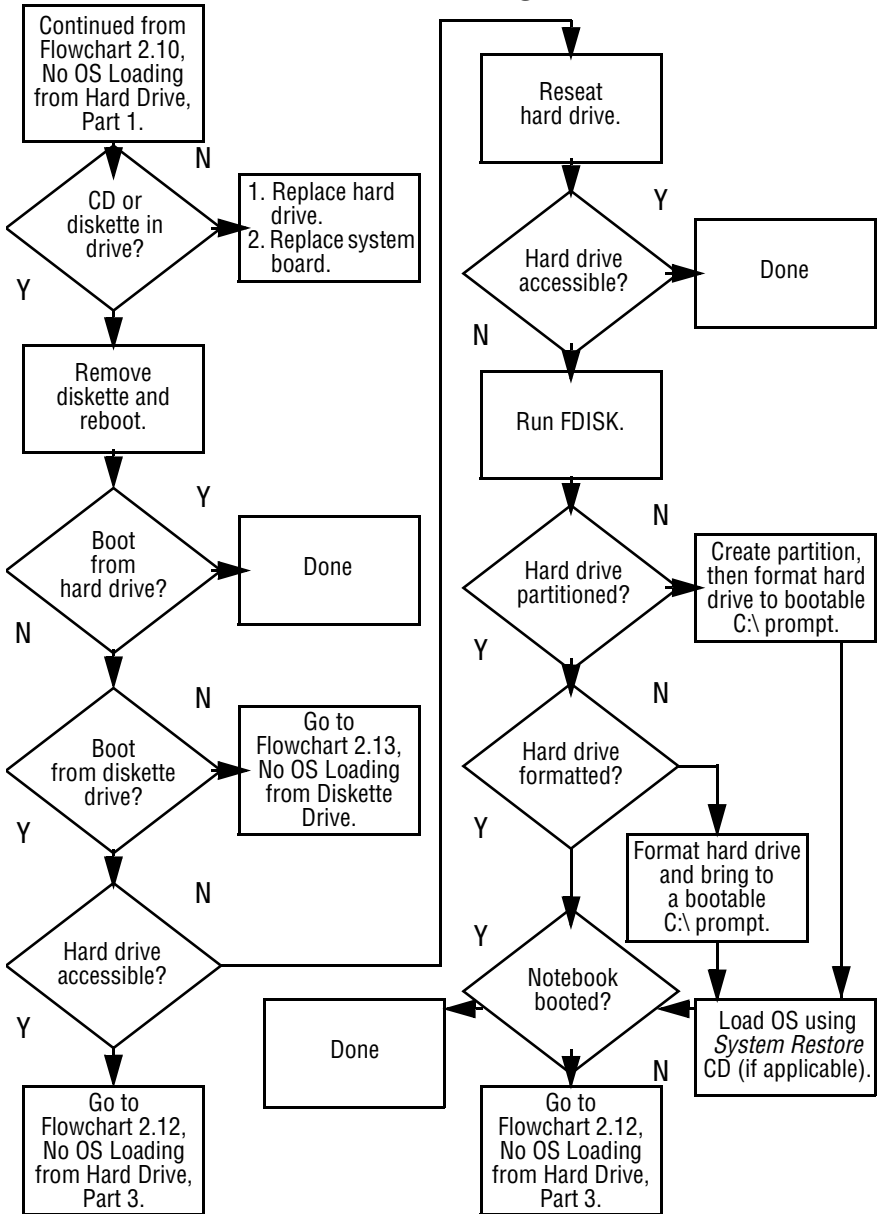 Continued from
Flowchart 2.10,
No OS Loading
from Hard Drive,
Part 1.
N
CD or
diskette in
drive?
1. Replace hard
drive.
2. Replace system
board.
Y
Remove
diskette and
reboot.
Y
Boot
from
hard drive?
Done
N
N
Boot
from diskette
drive?
Go to
Flowchart 2.13,
No OS Loading
from Diskette
Drive.
Y
N
Hard drive
accessible?
Y
Go to
Flowchart 2.12,
No OS Loading
from Hard Drive,
Part 3.
Reseat
hard drive.
Y
Hard drive
accessible?
Done
N
Run FDISK.
N
Hard drive
partitioned?
Create partition,
then format hard
drive to bootable
C:\ prompt.
Y
N
Hard drive
formatted?
Y
Format hard drive
and bring to
a bootable
C:\ prompt.
Y
Notebook
booted?
Done
Load OS using
System Restore
CD (if applicable).
N
Go to
Flowchart 2.12,
No OS Loading
from Hard Drive,
Part 3.